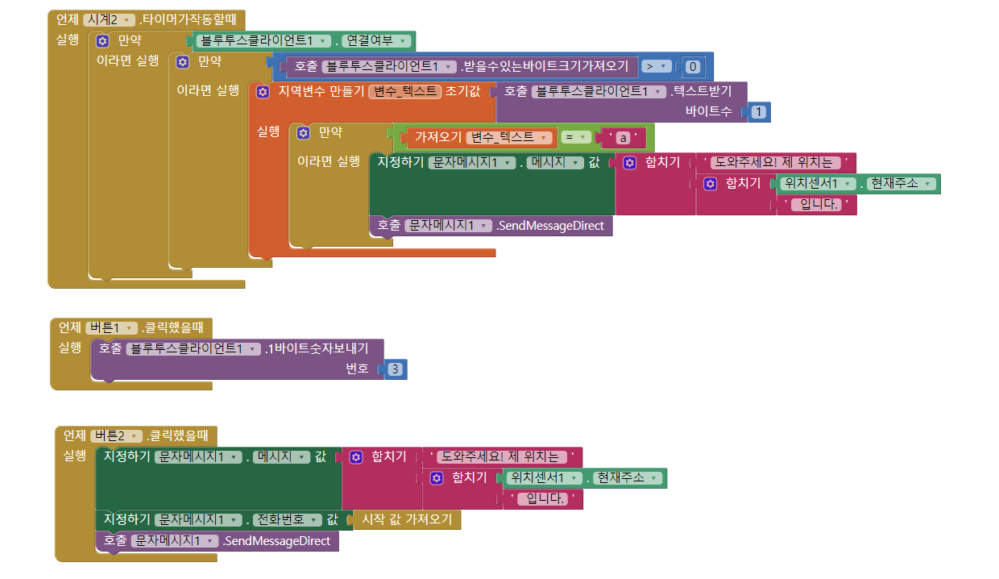 언제 시계2 .타이머가작동할때
실행 만약 블루투스클라이언트1 . 연결여부
이라면 실행 만약 호출 블루투스클라이언트1 .받을수있는바이트크기가져오기 > 0
이라면 실행 지역변수 만들기 변수_텍스트 초기값 호출 블루투스클라이언트1 .텍스트받기
바이트수 1
실행 만약 가져오기 변수_텍스트 = ' a '
이라면 실행 지정하기 문자메시지1 . 메시지 값 합치기 ' 도와주세요! 제 위치는 '
합치기 위치센서1 . 현재주소
' 입니다. '
호출 문자메시지1 .SendMessageDirect
언제 버튼1 .클릭했을때
실행 호출 블루투스클라이언트1 .1바이트숫자보내기
번호 3
언제 버튼2 .클릭했을때
실행 지정하기 문자메시지1 . 메시지 값 합치기 ' 도와주세요! 제 위치는 '
합치기 위치센서1 . 현재주소
' 입니다. '
지정하기 문자메시지1 . 전화번호 값 시작 값 가져오기
호출 문자메시지1 .SendMessageDirect